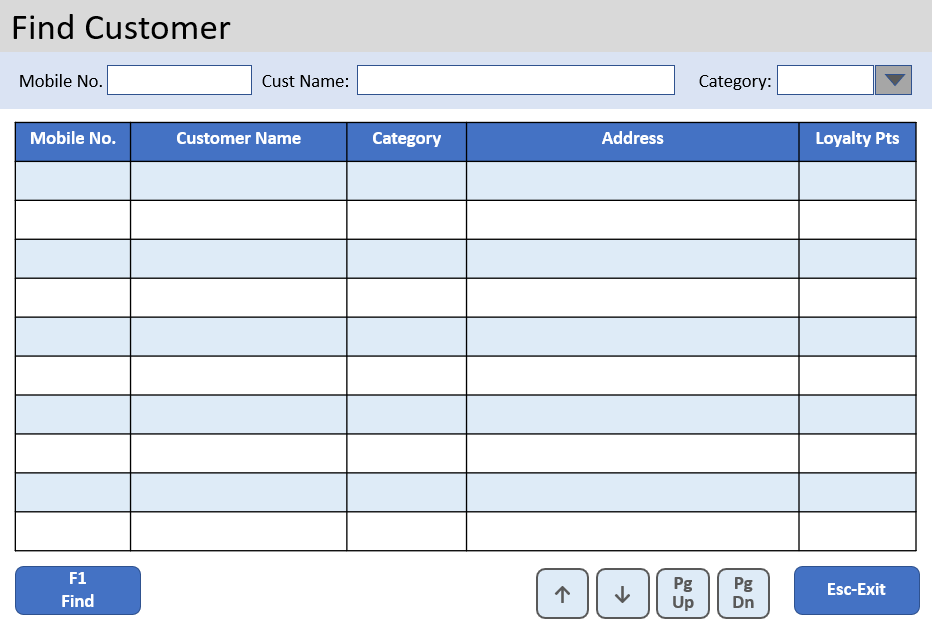 Find Customer
Mobile No. Cust Name: Category:
Mobile No. Customer Name Category Address Loyalty Pts
F1
Find
↑ ↓ Pg Up Pg Dn
Esc-Exit